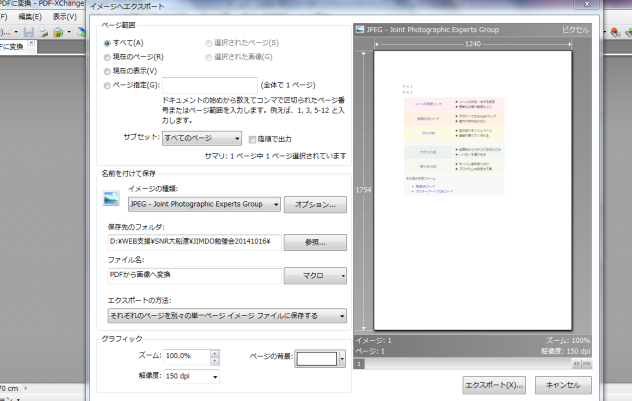 PDFに変換 - PDF-XChange
イメージへエクスポート
編集(E) 表示(V)
に変換
ページ範囲
すべて(A)
選択されたページ(S)
現在のページ(R)
選択された画像(G)
現在の表示(V)
ページ指定(G):
(全体で 1 ページ)
ドキュメントの始めから数えてコンマで区切られたページ番
号またはページ範囲を入力します。例えば、1, 3, 5-12 と入
力します。
サブセット:
すべてのページ
降順で出力
サマリ: 1 ページ中 1 ページ選択されています
名前を付けて保存
イメージの種類:
JPEG - Joint Photographic Experts Group
オプション...
保存先のフォルダ:
D:¥WEB支援¥SNR大船渡¥JIMDO勉強会20141016¥
参照...
ファイル名:
PDFから画像へ変換
マクロ
エクスポートの方法:
それぞれのページを別々の単一ページ イメージ ファイルに保存する
グラフィック
ズーム:
100.0%
ページの背景:
解像度:
150 dpi
JPEG - Joint Photographic Experts Group
ピクセル
1240
1754
イメージ: 1
ズーム: 100%
ページ: 1
解像度: 150 dpi
1
エクスポート(X)...
キャンセル